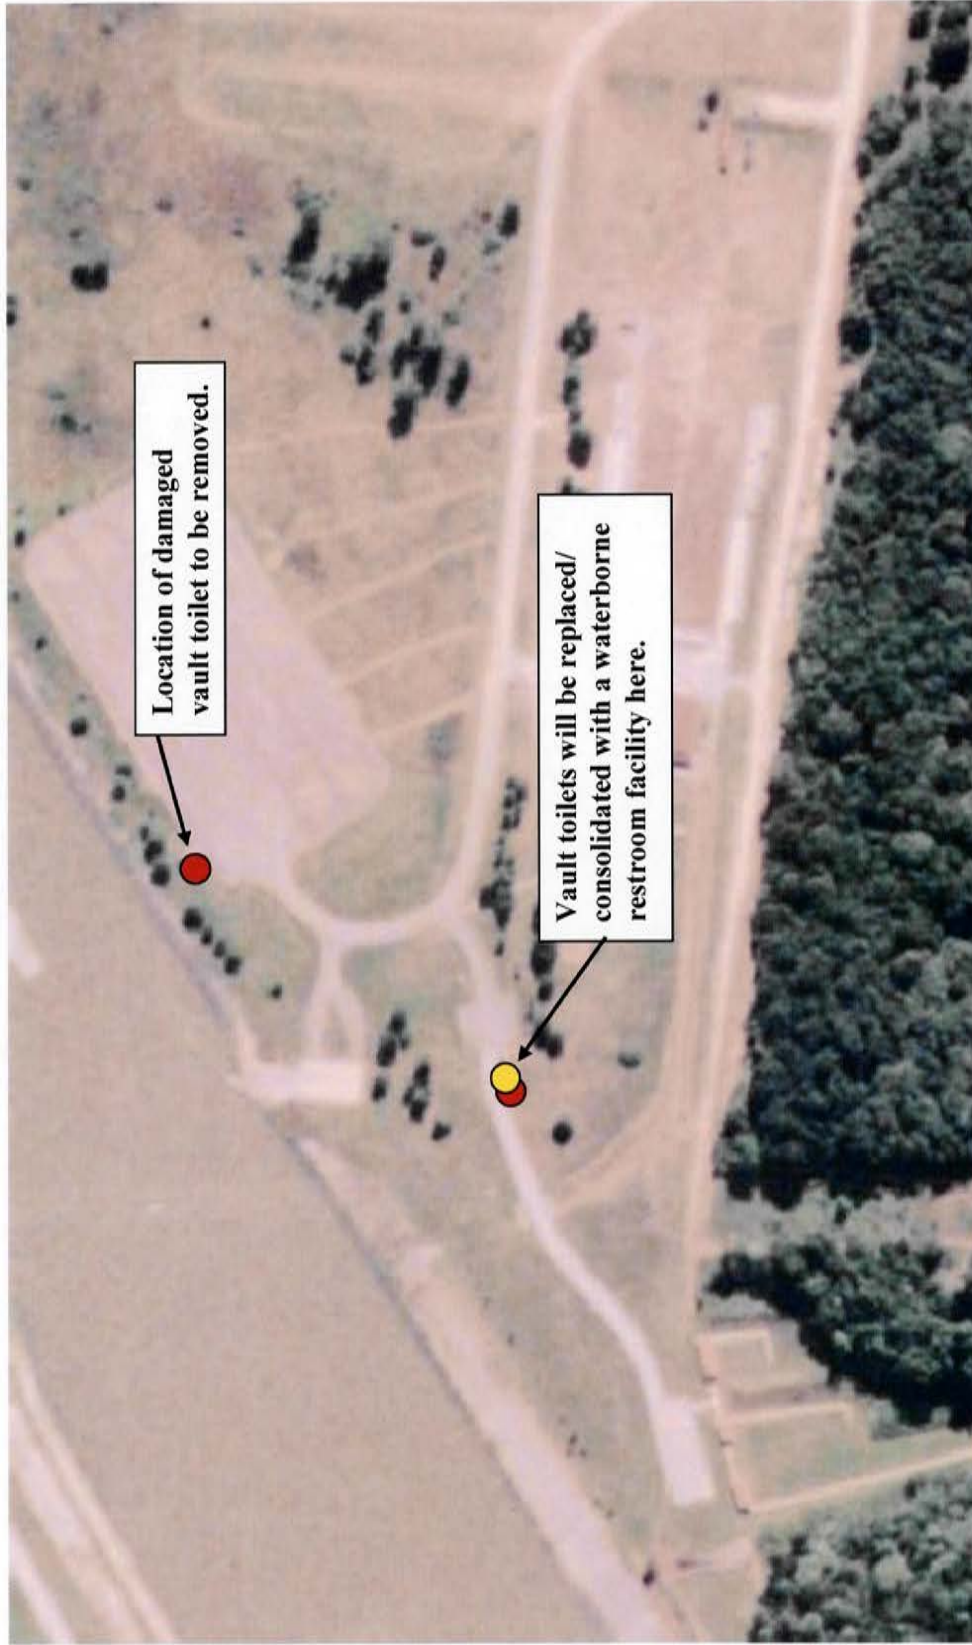 Location of damaged
vault toilet to be removed.
Vault toilets will be replaced/
consolidated with a waterborne
restroom facility here.